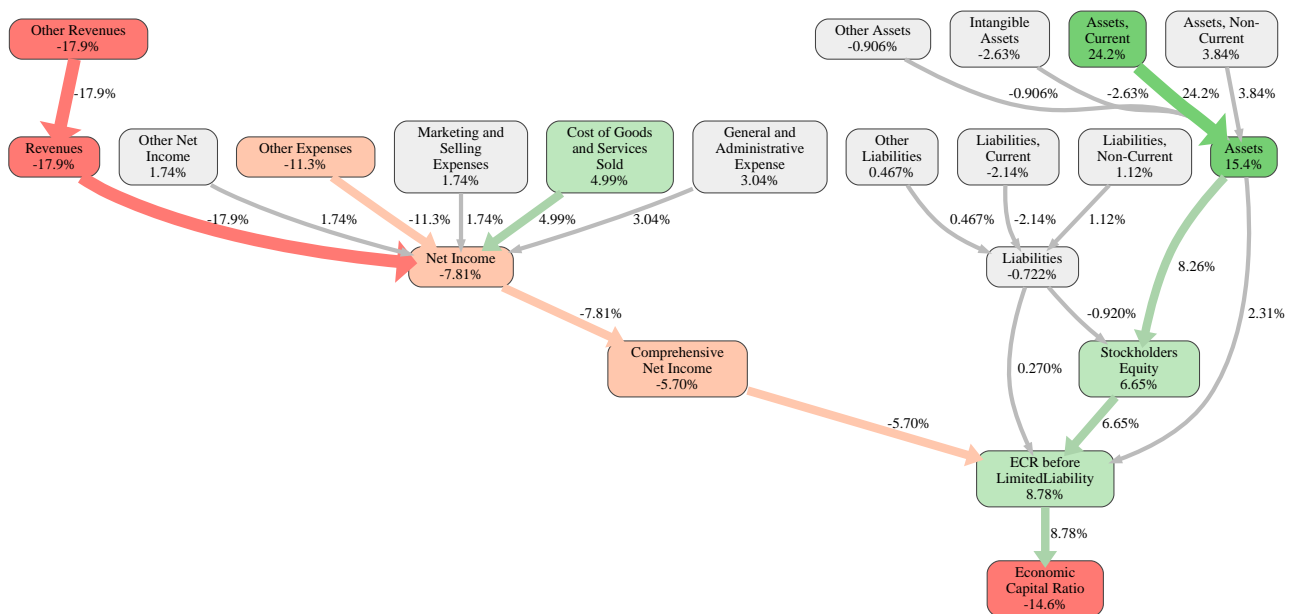 Other Revenues
-17.9%
Other Assets
-0.906%
Intangible
Assets
-2.63%
Assets,
Current
24.2%
Assets, Non-
Current
3.84%
-17.9%
-0.906%
-2.63%
24.2%
3.84%
Revenues
-17.9%
Other Net
Income
1.74%
Other Expenses
-11.3%
Marketing and
Selling
Expenses
1.74%
Cost of Goods
and Services
Sold
4.99%
General and
Administrative
Expense
3.04%
Other
Liabilities
0.467%
Liabilities,
Current
-2.14%
Liabilities,
Non-Current
1.12%
Assets
15.4%
-17.9%
1.74%
-11.3%
1.74%
4.99%
3.04%
0.467%
-2.14%
1.12%
Net Income
-7.81%
Liabilities
-0.722%
8.26%
-7.81%
-0.920%
2.31%
Comprehensive
Net Income
-5.70%
0.270%
Stockholders
Equity
6.65%
-5.70%
6.65%
ECR before
LimitedLiability
8.78%
8.78%
Economic
Capital Ratio
-14.6%